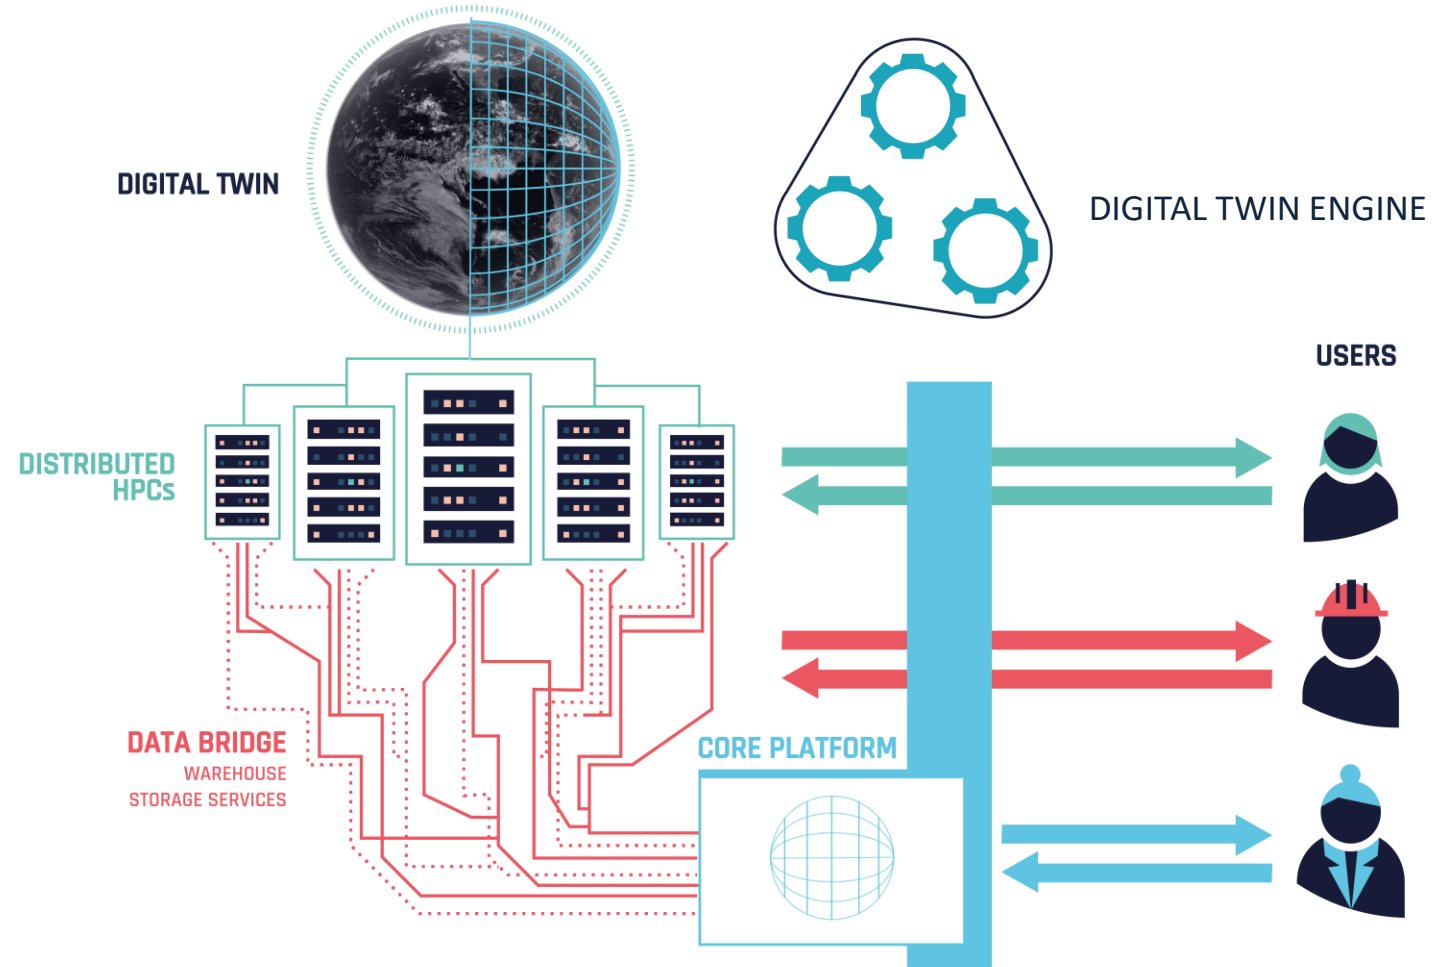 DIGITAL TWIN
DIGITAL TWIN ENGINE
USERS
DISTRIBUTED
HPCs
DATA BRIDGE
WAREHOUSE
STORAGE SERVICES
CORE PLATFORM